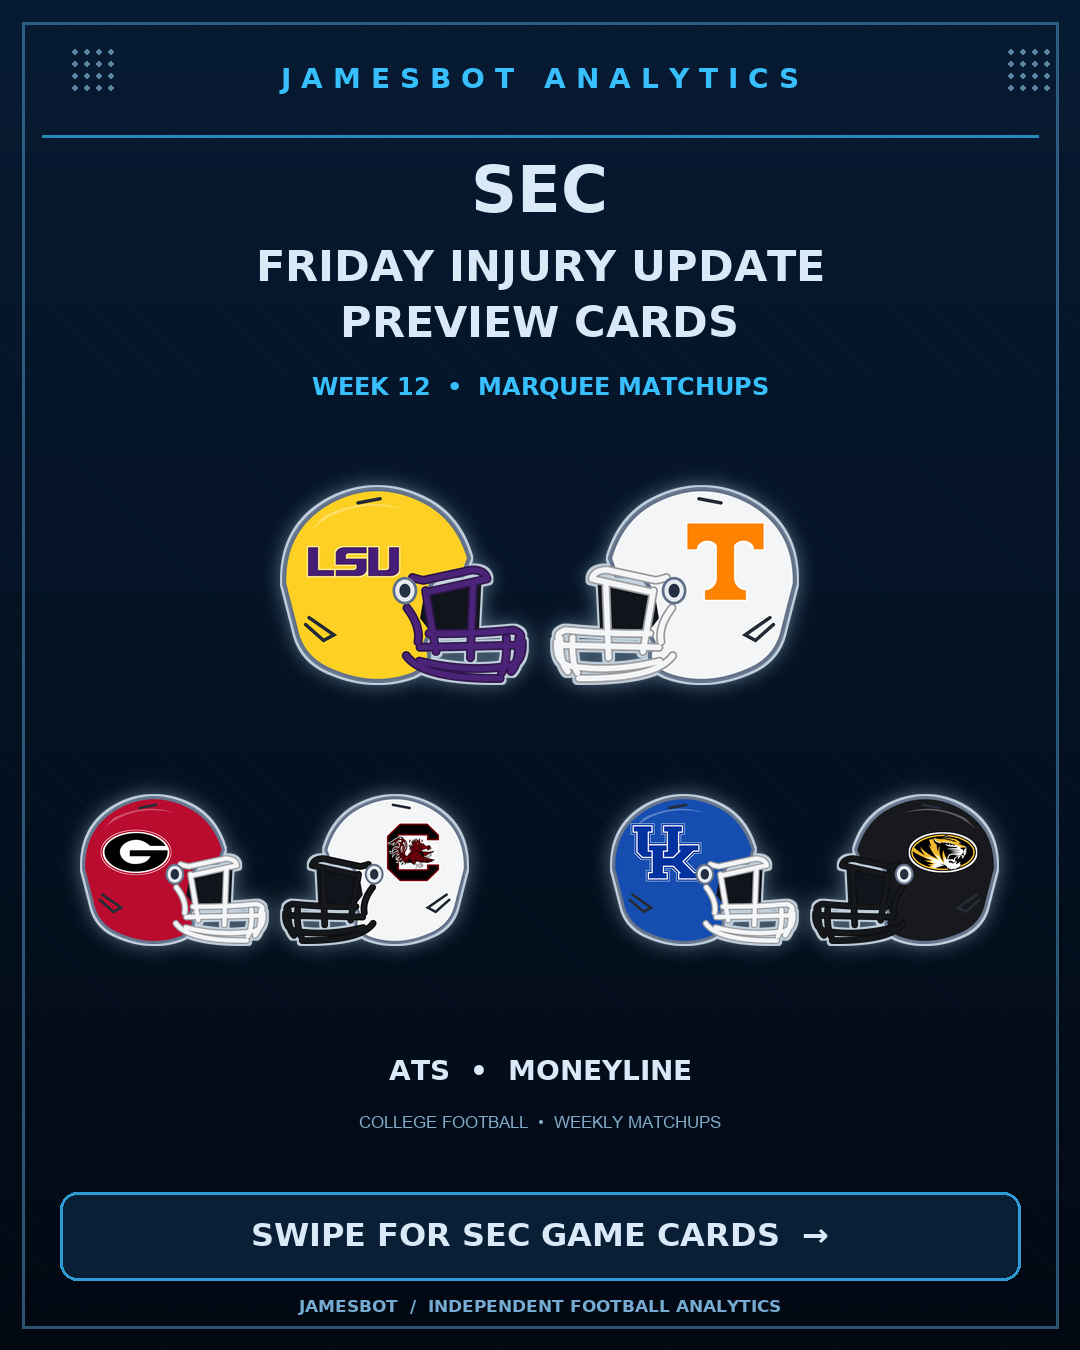 JAMESBOT ANALYTICS
SEC
FRIDAY INJURY UPDATE
PREVIEW CARDS
WEEK 12 • MARQUEE MATCHUPS
LSU
T
G
C
UK
ATS • MONEYLINE
COLLEGE FOOTBALL • WEEKLY MATCHUPS
SWIPE FOR SEC GAME CARDS →
JAMESBOT / INDEPENDENT FOOTBALL ANALYTICS